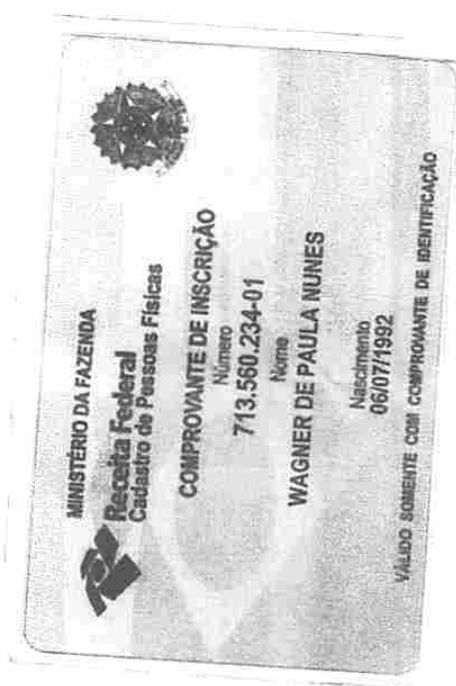 MINISTÉRIO DA FAZENDA
Receita Federal
Cadastro de Pessoas Físicas
COMPROVANTE DE INSCRIÇÃO
Número
713.560.234-01
Nome
WAGNER DE PAULA NUNES
Nascimento
06/07/1992
VÁLIDO SOMENTE COM COMPROVANTE DE IDENTIFICAÇÃO